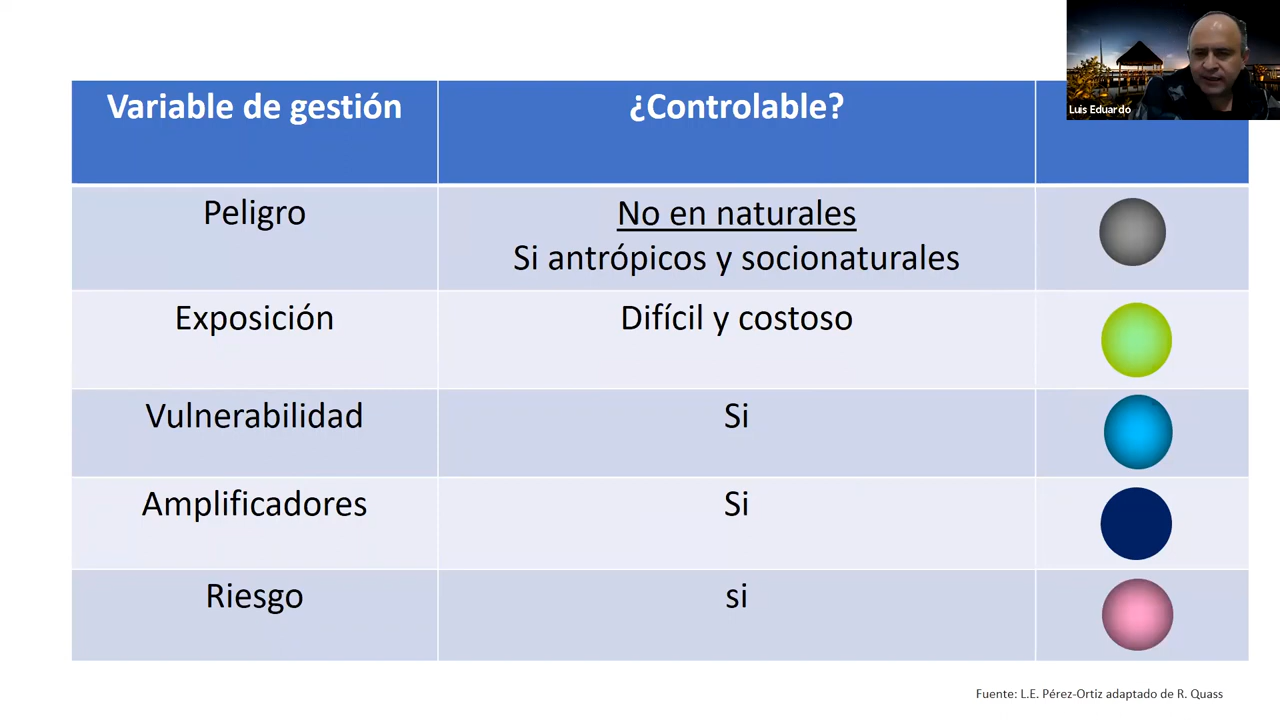 Luis Eduardo
Variable de gestión
¿Controlable?
Peligro
No en naturales
Si antrópicos y socionaturales
Exposición
Difícil y costoso
Vulnerabilidad
Si
Amplificadores
Si
Riesgo
si
Fuente: L.E. Pérez-Ortiz adaptado de R. Quass